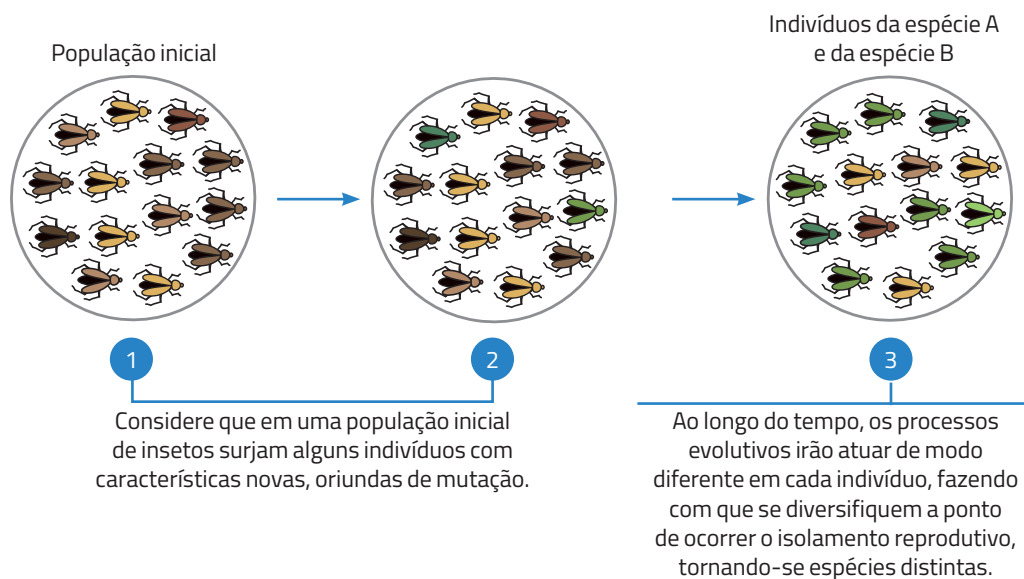 População inicial
Indivíduos da espécie A
e da espécie B
1
2
3
Considere que em uma população inicial
de insetos surjam alguns indivíduos com
características novas, oriundas de mutação.
Ao longo do tempo, os processos
evolutivos irão atuar de modo
diferente em cada indivíduo, fazendo
com que se diversifiquem a ponto
de ocorrer o isolamento reprodutivo,
tornando-se espécies distintas.